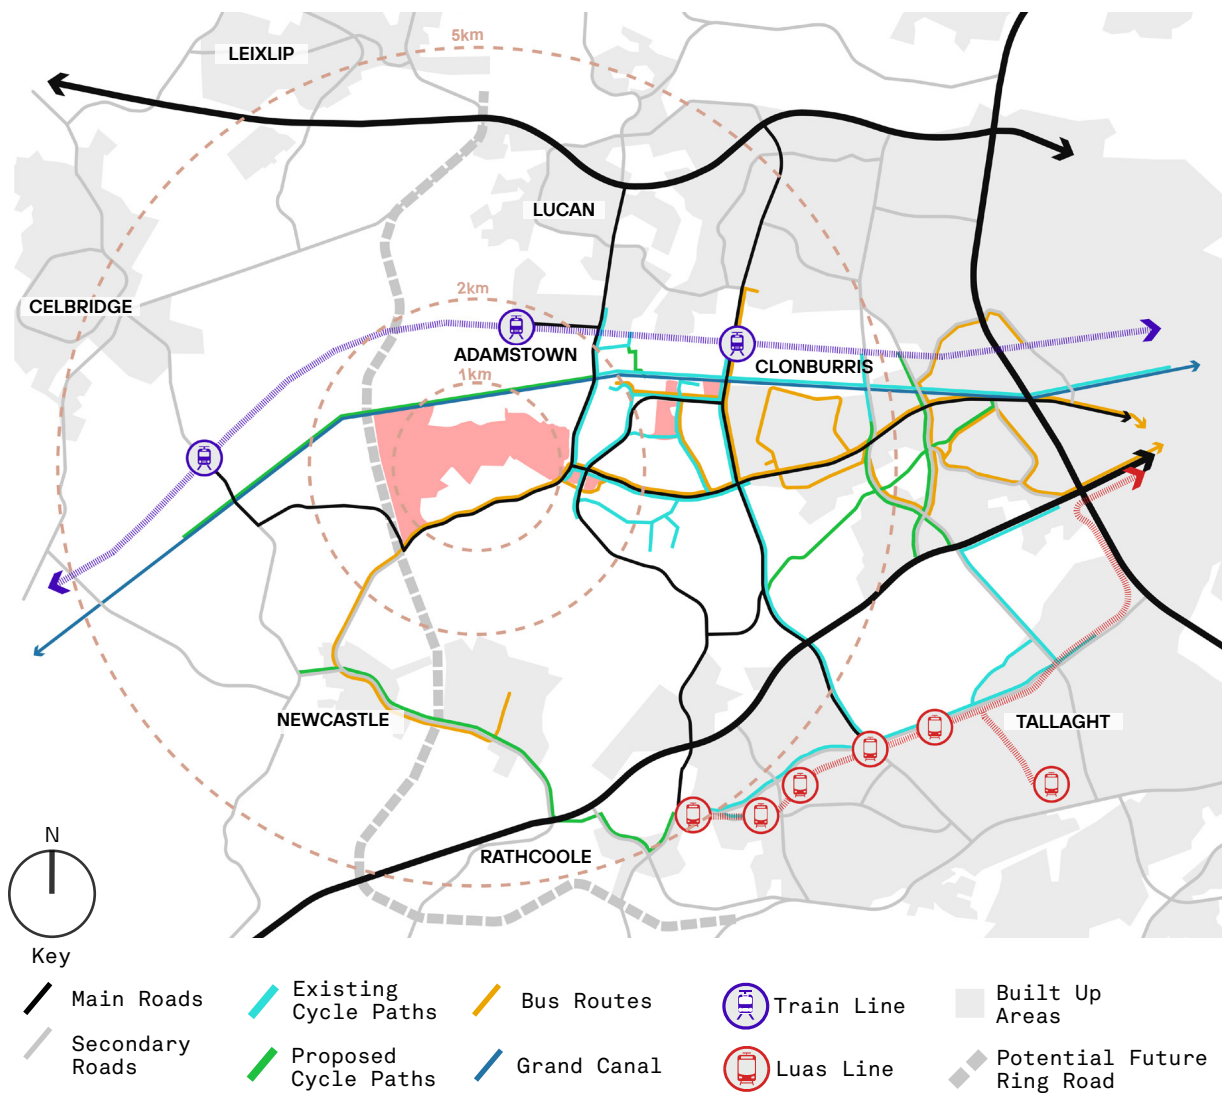 5km
LEIXLIP
LUCAN
2km
CELBRIDGE
ADAMSTOWN
CLONBURRIS
1km
NEWCASTLE
TALLAGHT
RATHCOOLE
N
Key
Main Roads
Secondary
Roads
Existing
Cycle Paths
Proposed
Cycle Paths
Bus Routes
Grand Canal
Train Line
Luas Line
Built Up
Areas
Potential Future
Ring Road